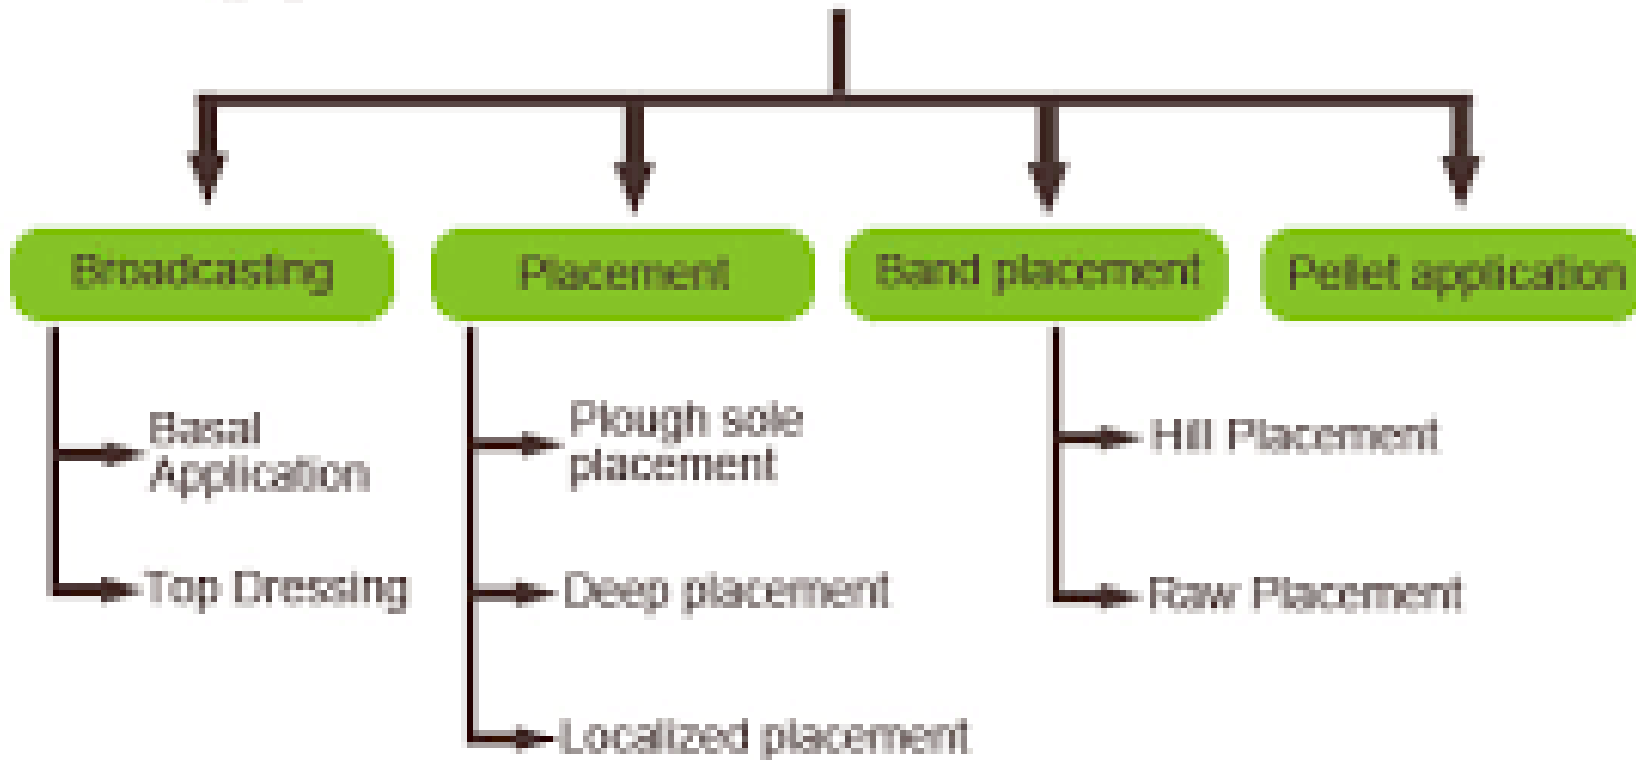 Broadcasting
Placement
Band placement
Pellet application
Basal
Application
Top Dressing
Plough sole
placement
Deep placement
Localized placement
Hill Placement
Raw Placement